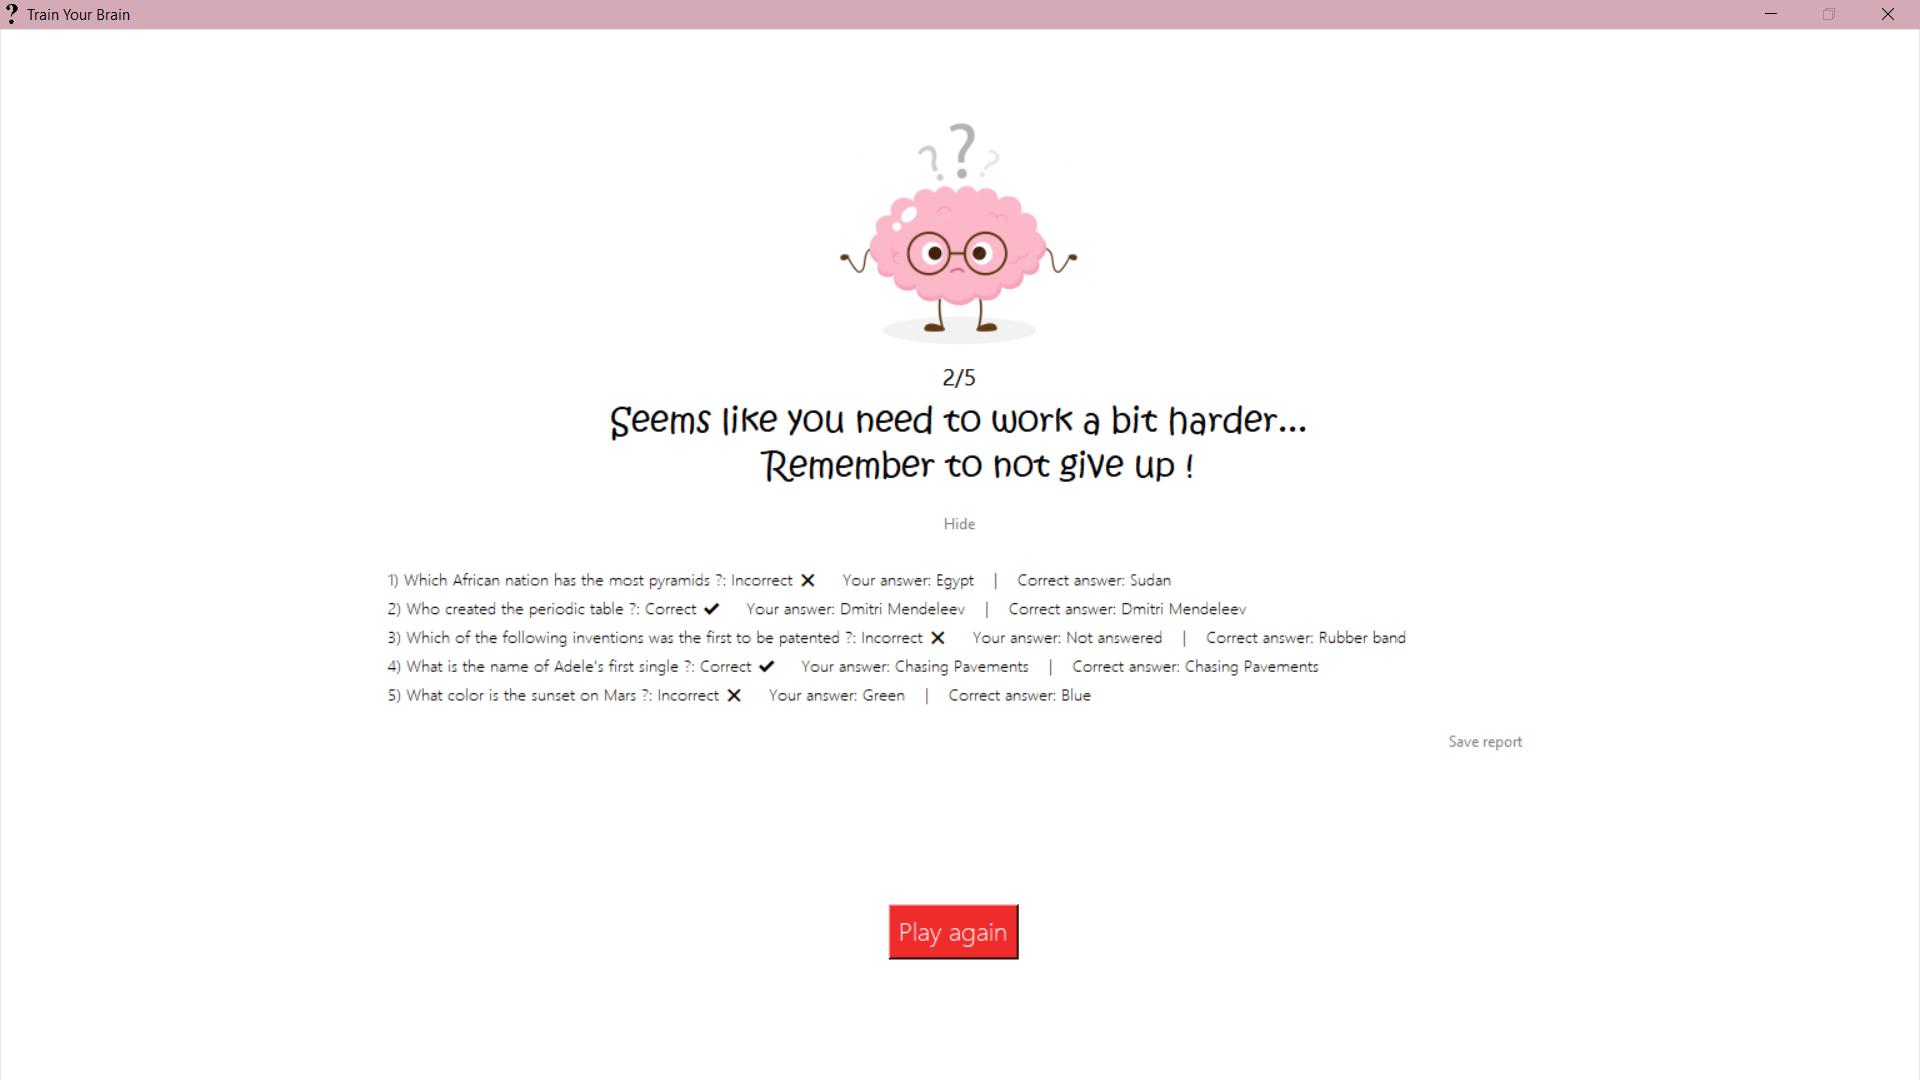 ? Train Your Brain
? ? ?
2/5
Seems like you need to work a bit harder...
Remember to not give up !
Hide
1) Which African nation has the most pyramids ?: Incorrect ✕ Your answer: Egypt | Correct answer: Sudan
2) Who created the periodic table ?: Correct ✔ Your answer: Dmitri Mendeleev | Correct answer: Dmitri Mendeleev
3) Which of the following inventions was the first to be patented ?: Incorrect ✕ Your answer: Not answered | Correct answer: Rubber band
4) What is the name of Adele's first single ?: Correct ✔ Your answer: Chasing Pavements | Correct answer: Chasing Pavements
5) What color is the sunset on Mars ?: Incorrect ✕ Your answer: Green | Correct answer: Blue
Save report
Play again